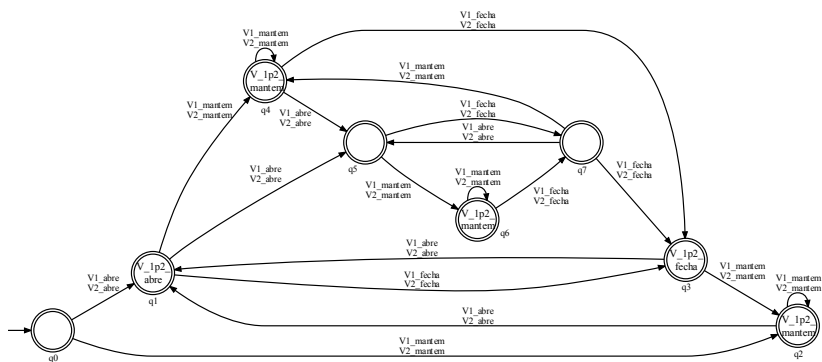 V1_fecha
V2_fecha
V1_mantem
V2_mantem
V_1p2_
mantem
q4
V1_mantem
V2_mantem
V1_mantem
V2_mantem
V1_abre
V2_abre
V1_fecha
V2_fecha
V1_abre
V2_abre
q5
q7
V1_abre
V2_abre
V1_mantem
V2_mantem
V1_mantem
V2_mantem
V_1p2_
mantem
q6
V1_fecha
V2_fecha
V1_fecha
V2_fecha
V_1p2_
abre
q1
V1_abre
V2_abre
V1_fecha
V2_fecha
V_1p2_
fecha
q3
V1_mantem
V2_mantem
V1_mantem
V2_mantem
V1_abre
V2_abre
V1_abre
V2_abre
V_1p2_
mantem
q2
q0
V1_mantem
V2_mantem